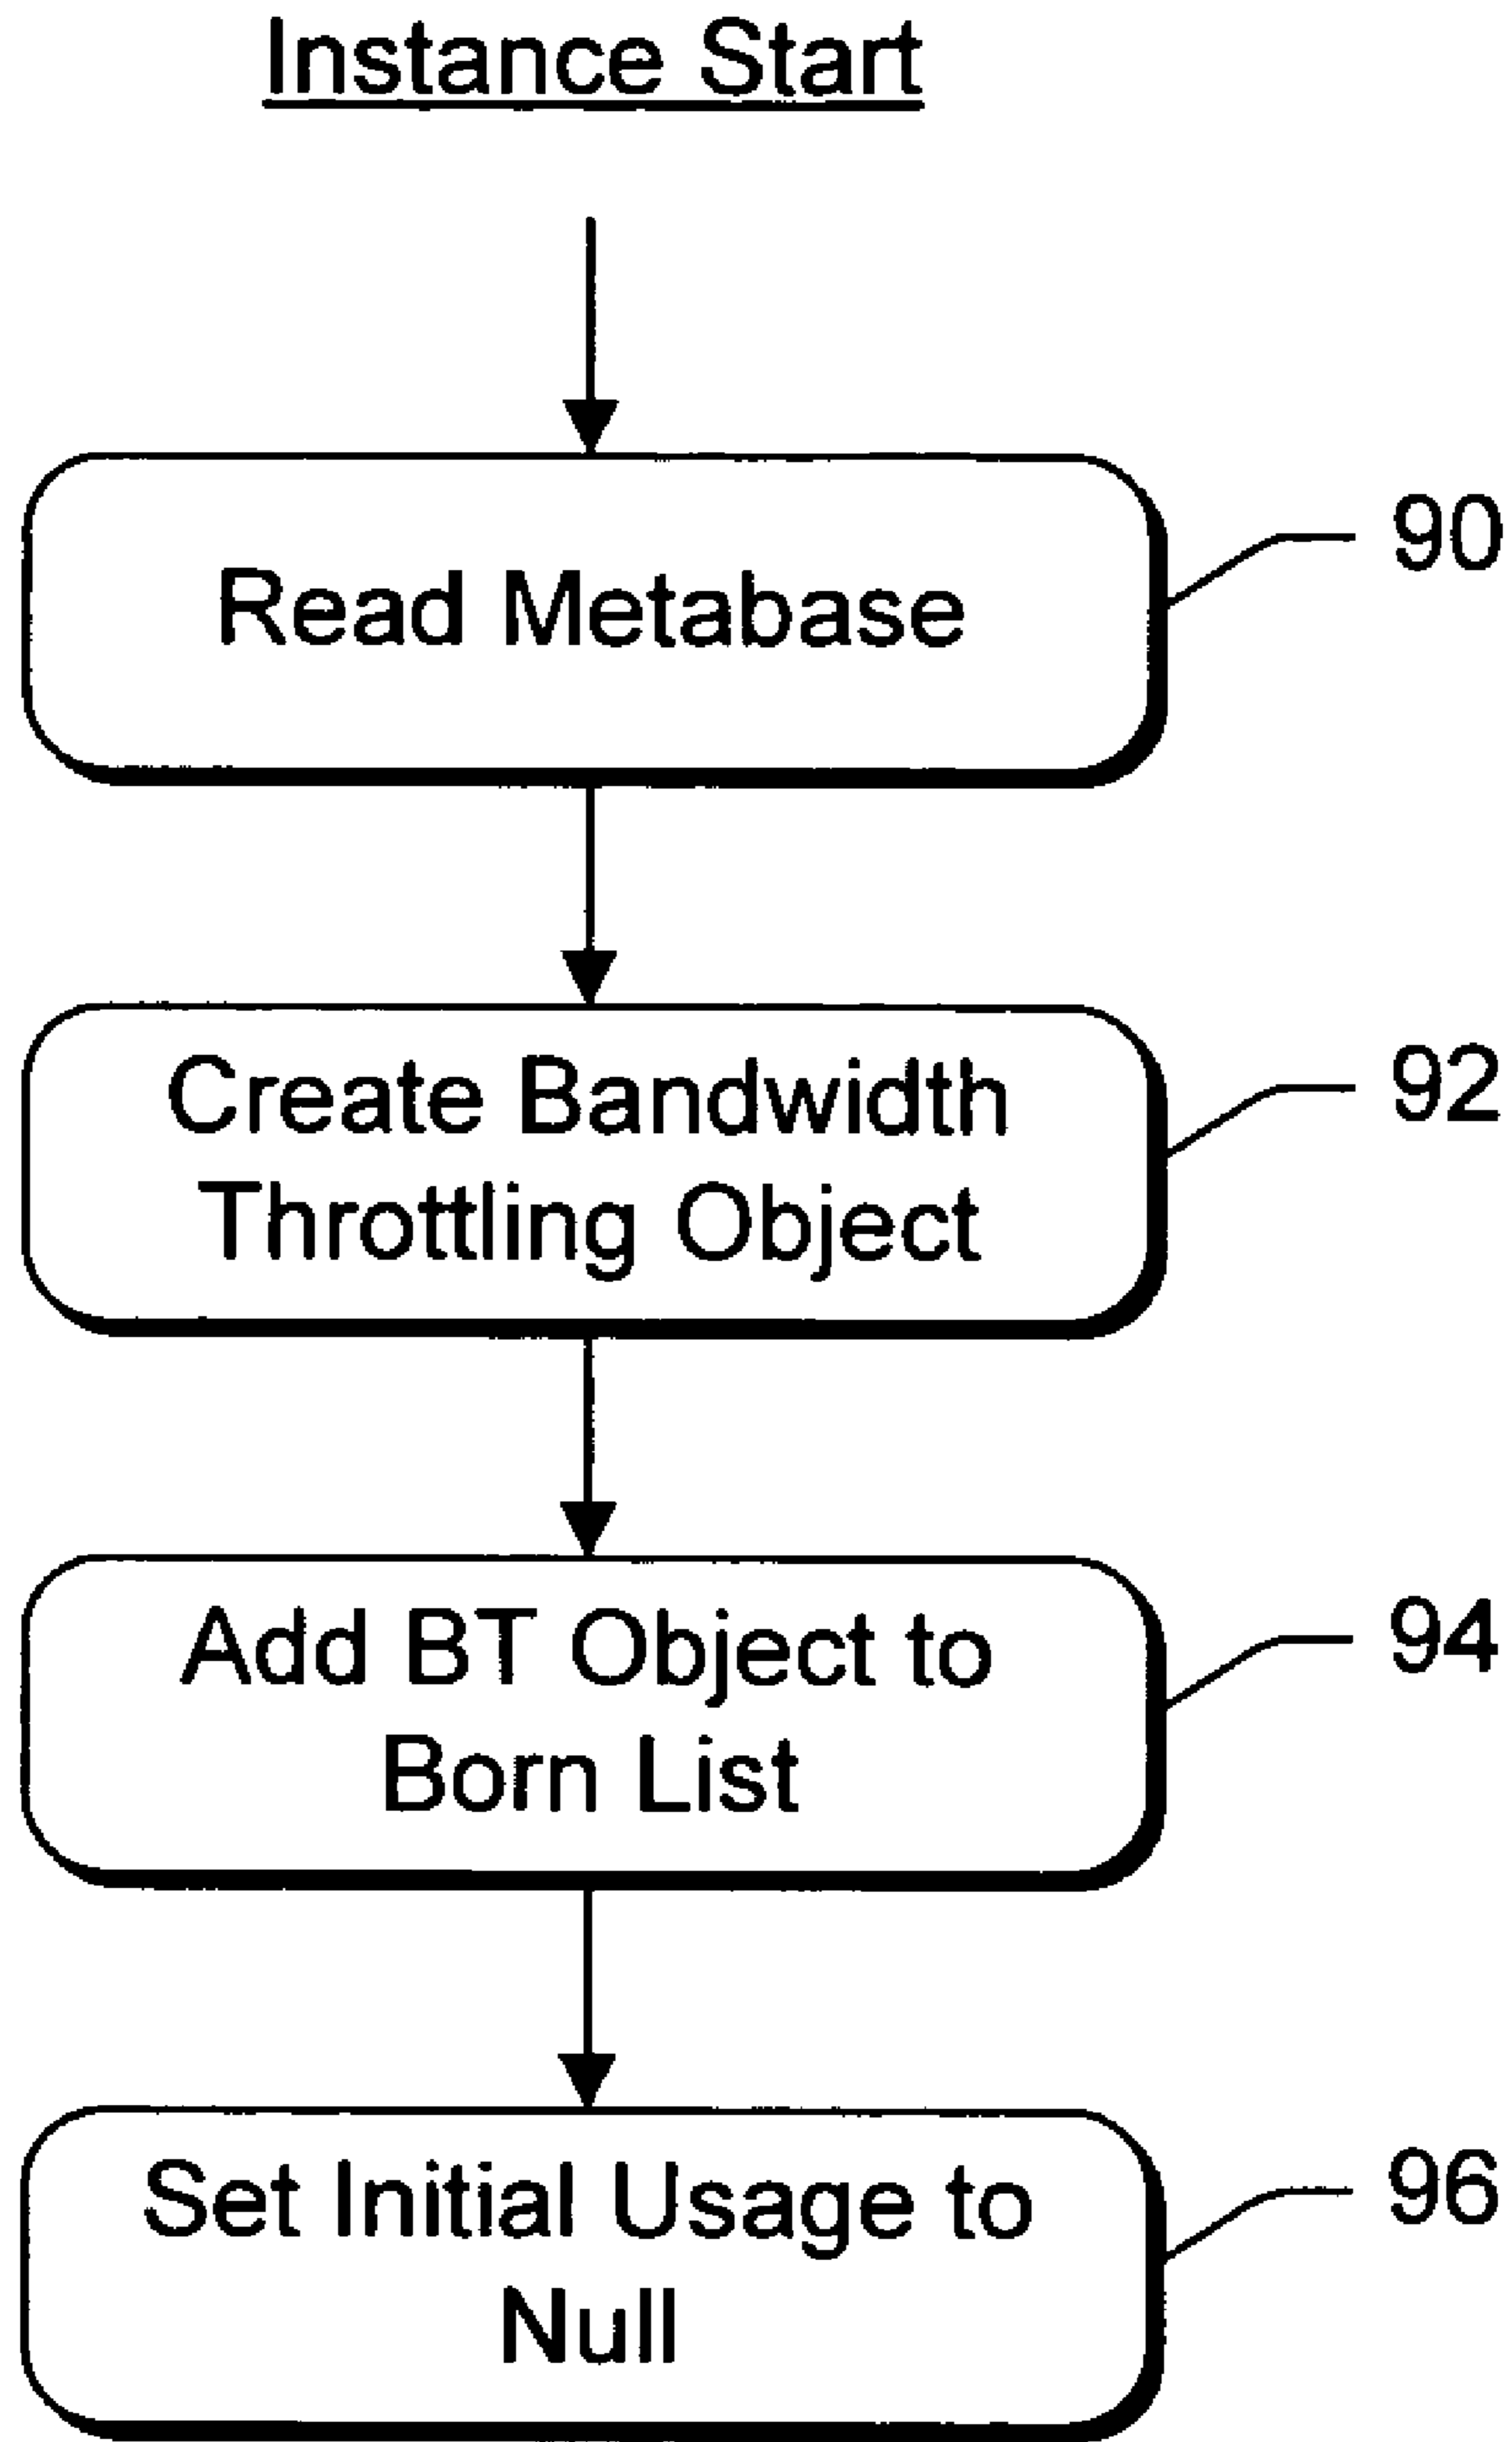 Instance Start
Read Metabase
90
Create Bandwidth
Throttling Object
92
Add BT Object to
Born List
94
Set Initial Usage to
Null
96